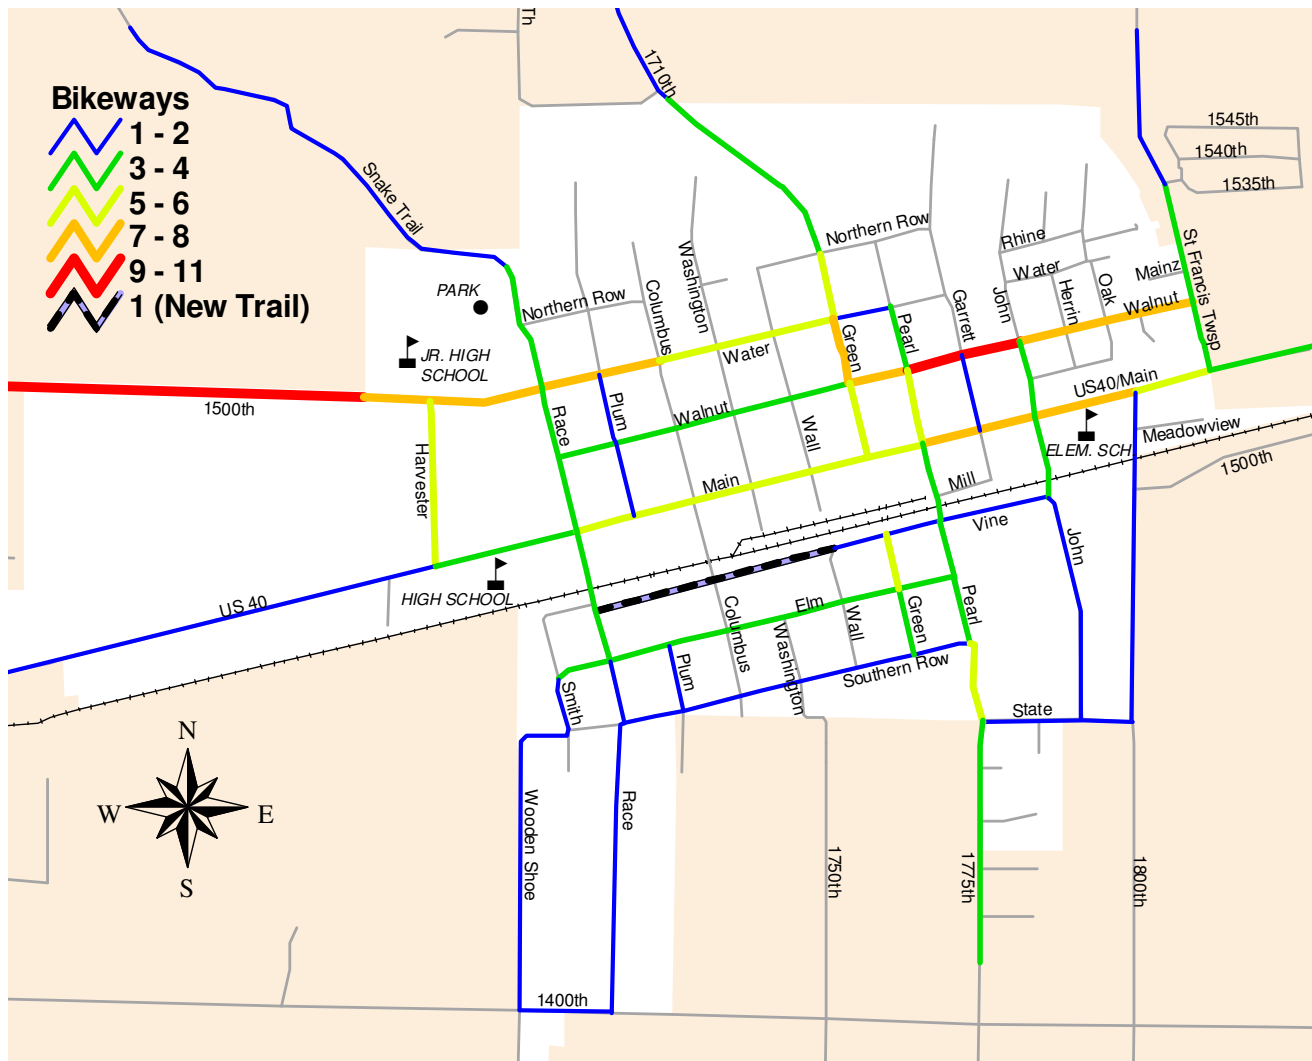 Th
1710th
Bikeways
1 - 2
3 - 4
5 - 6
7 - 8
9 - 11
1 (New Trail)
1545th
1540th
1535th
Snake Trail
Northern Row
Rhine
Water
Mainz
St Francis Twsp
Washington
Columbus
PARK
Northern Row
John
Herrin
Oak
Walnut
Garrett
Pearl
Green
Water
JR. HIGH
SCHOOL
1500th
Race
Plum
Walnut
Wall
US40/Main
ELEM. SCH
Meadowview
1500th
Harvester
Main
Mill
Vine
John
HIGH SCHOOL
US 40
Elm
Columbus
Washington
Wall
Green
Pearl
Plum
Smith
Southern Row
State
N
W
E
S
Wooden Shoe
Race
1750th
1775th
1800th
1400th